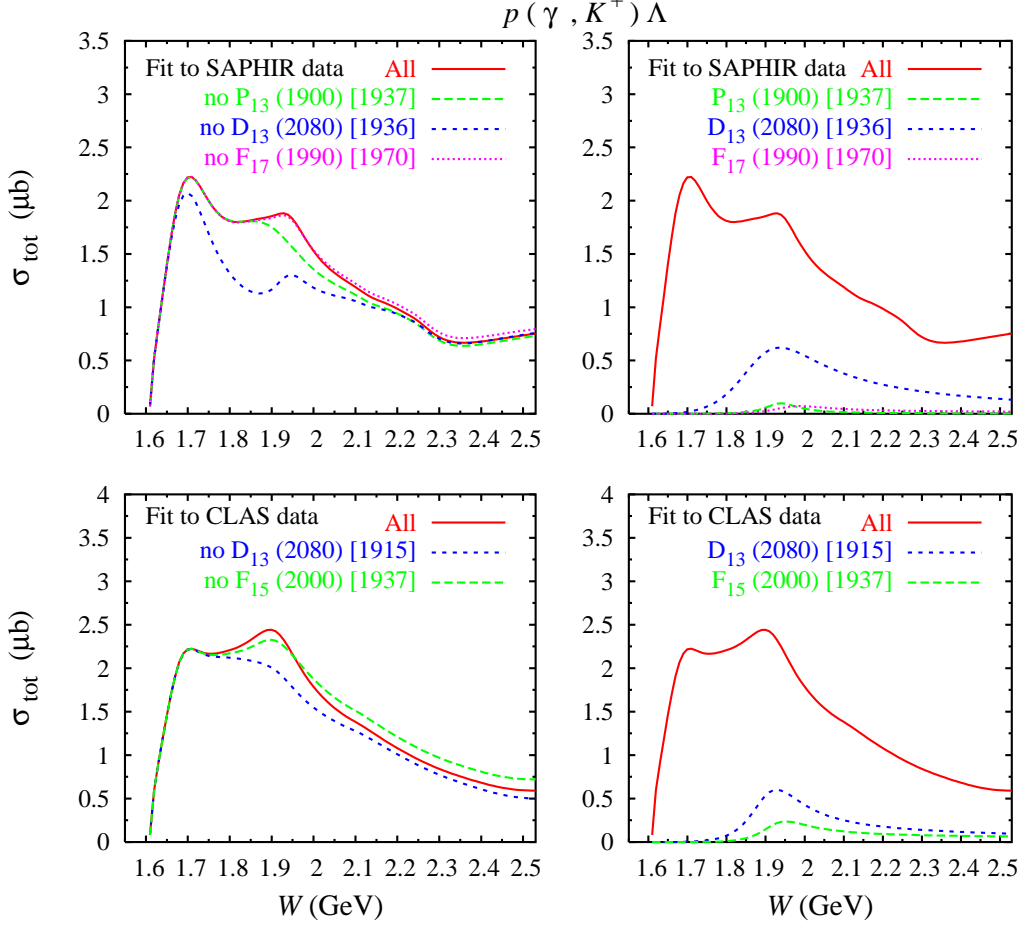 p ( γ , K⁺ ) Λ
3.5
3
2.5
2
1.5
1
0.5
0
σtot (μb)
Fit to SAPHIR data
All
no P13 (1900) [1937]
no D13 (2080) [1936]
no F17 (1990) [1970]
1.6 1.7 1.8 1.9 2 2.1 2.2 2.3 2.4 2.5
3.5
3
2.5
2
1.5
1
0.5
0
Fit to SAPHIR data
All
P13 (1900) [1937]
D13 (2080) [1936]
F17 (1990) [1970]
1.6 1.7 1.8 1.9 2 2.1 2.2 2.3 2.4 2.5
4
3.5
3
2.5
2
1.5
1
0.5
0
σtot (μb)
Fit to CLAS data
All
no D13 (2080) [1915]
no F15 (2000) [1937]
1.6 1.7 1.8 1.9 2 2.1 2.2 2.3 2.4 2.5
W (GeV)
4
3.5
3
2.5
2
1.5
1
0.5
0
Fit to CLAS data
All
D13 (2080) [1915]
F15 (2000) [1937]
1.6 1.7 1.8 1.9 2 2.1 2.2 2.3 2.4 2.5
W (GeV)